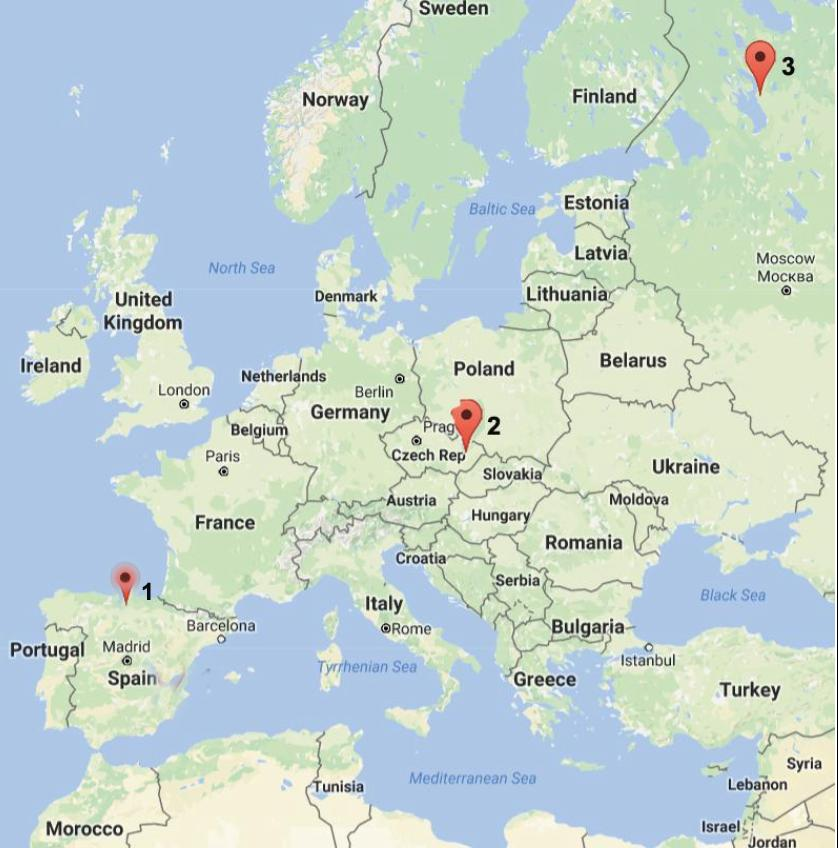 Sweden
3
Norway
Finland
Baltic Sea
Estonia
North Sea
Latvia
Moscow
Москва
Denmark
Lithuania
United
Kingdom
Ireland
Belarus
Poland
Netherlands
London
Berlin
Germany
2
Prag
Belgium
Czech Rep
Paris
Ukraine
Slovakia
Austria
Moldova
France
Hungary
Romania
Croatia
Serbia
1
Italy
Black Sea
Barcelona
Rome
Bulgaria
Portugal
Madrid
Istanbul
Tyrrhenian Sea
Spain
Greece
Turkey
Syria
Mediterranean Sea
Tunisia
Lebanon
Morocco
Israel
Jordan